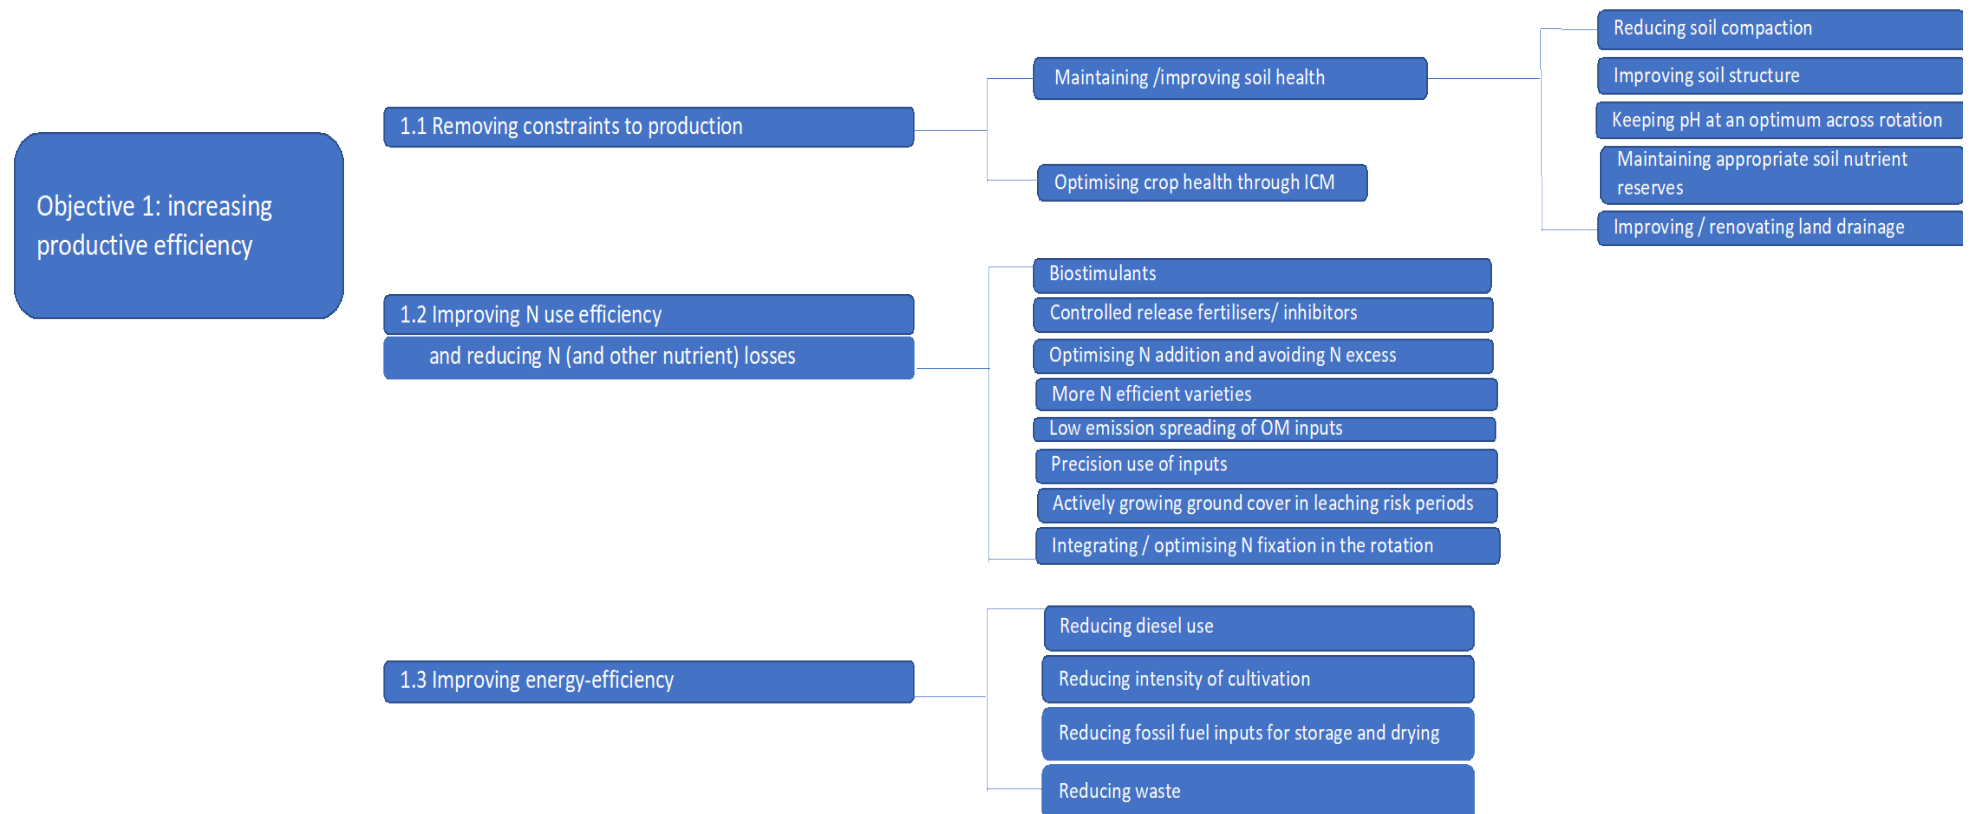 Objective 1: increasing
productive efficiency
1.1 Removing constraints to production
Maintaining /improving soil health
Reducing soil compaction
Improving soil structure
Keeping pH at an optimum across rotation
Maintaining appropriate soil nutrient
reserves
Improving / renovating land drainage
Optimising crop health through ICM
1.2 Improving N use efficiency
and reducing N (and other nutrient) losses
Biostimulants
Controlled release fertilisers/ inhibitors
Optimising N addition and avoiding N excess
More N efficient varieties
Low emission spreading of OM inputs
Precision use of inputs
Actively growing ground cover in leaching risk periods
Integrating / optimising N fixation in the rotation
1.3 Improving energy-efficiency
Reducing diesel use
Reducing intensity of cultivation
Reducing fossil fuel inputs for storage and drying
Reducing waste